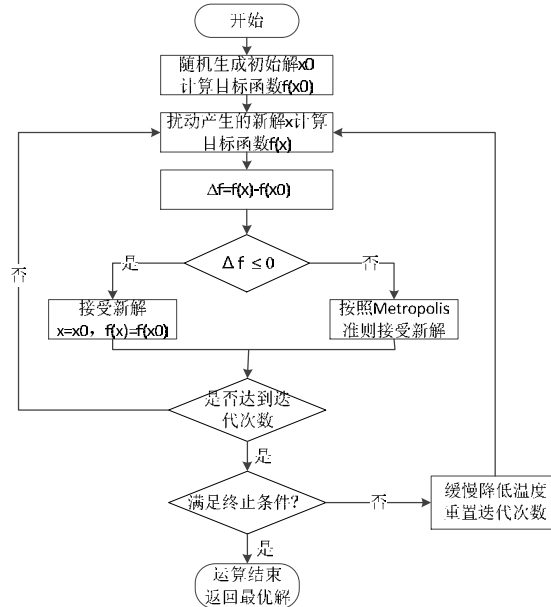 开始
随机生成初始解x0
计算目标函数f(x0)
扰动产生的新解x计算
目标函数f(x)
Δf=f(x)-f(x0)
Δf≤0
是
否
接受新解
x=x0，f(x)=f(x0)
按照Metropolis
准则接受新解
否
是否达到迭
代次数
是
满足终止条件?
否
缓慢降低温度
重置迭代次数
是
运算结束
返回最优解